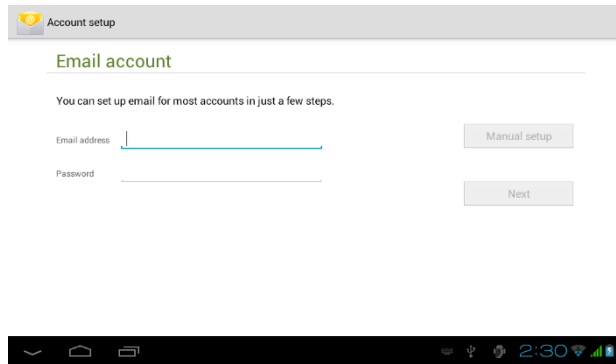 Account setup
Email account
You can set up email for most accounts in just a few steps.
Email address
Manual setup
Password
Next
2:30